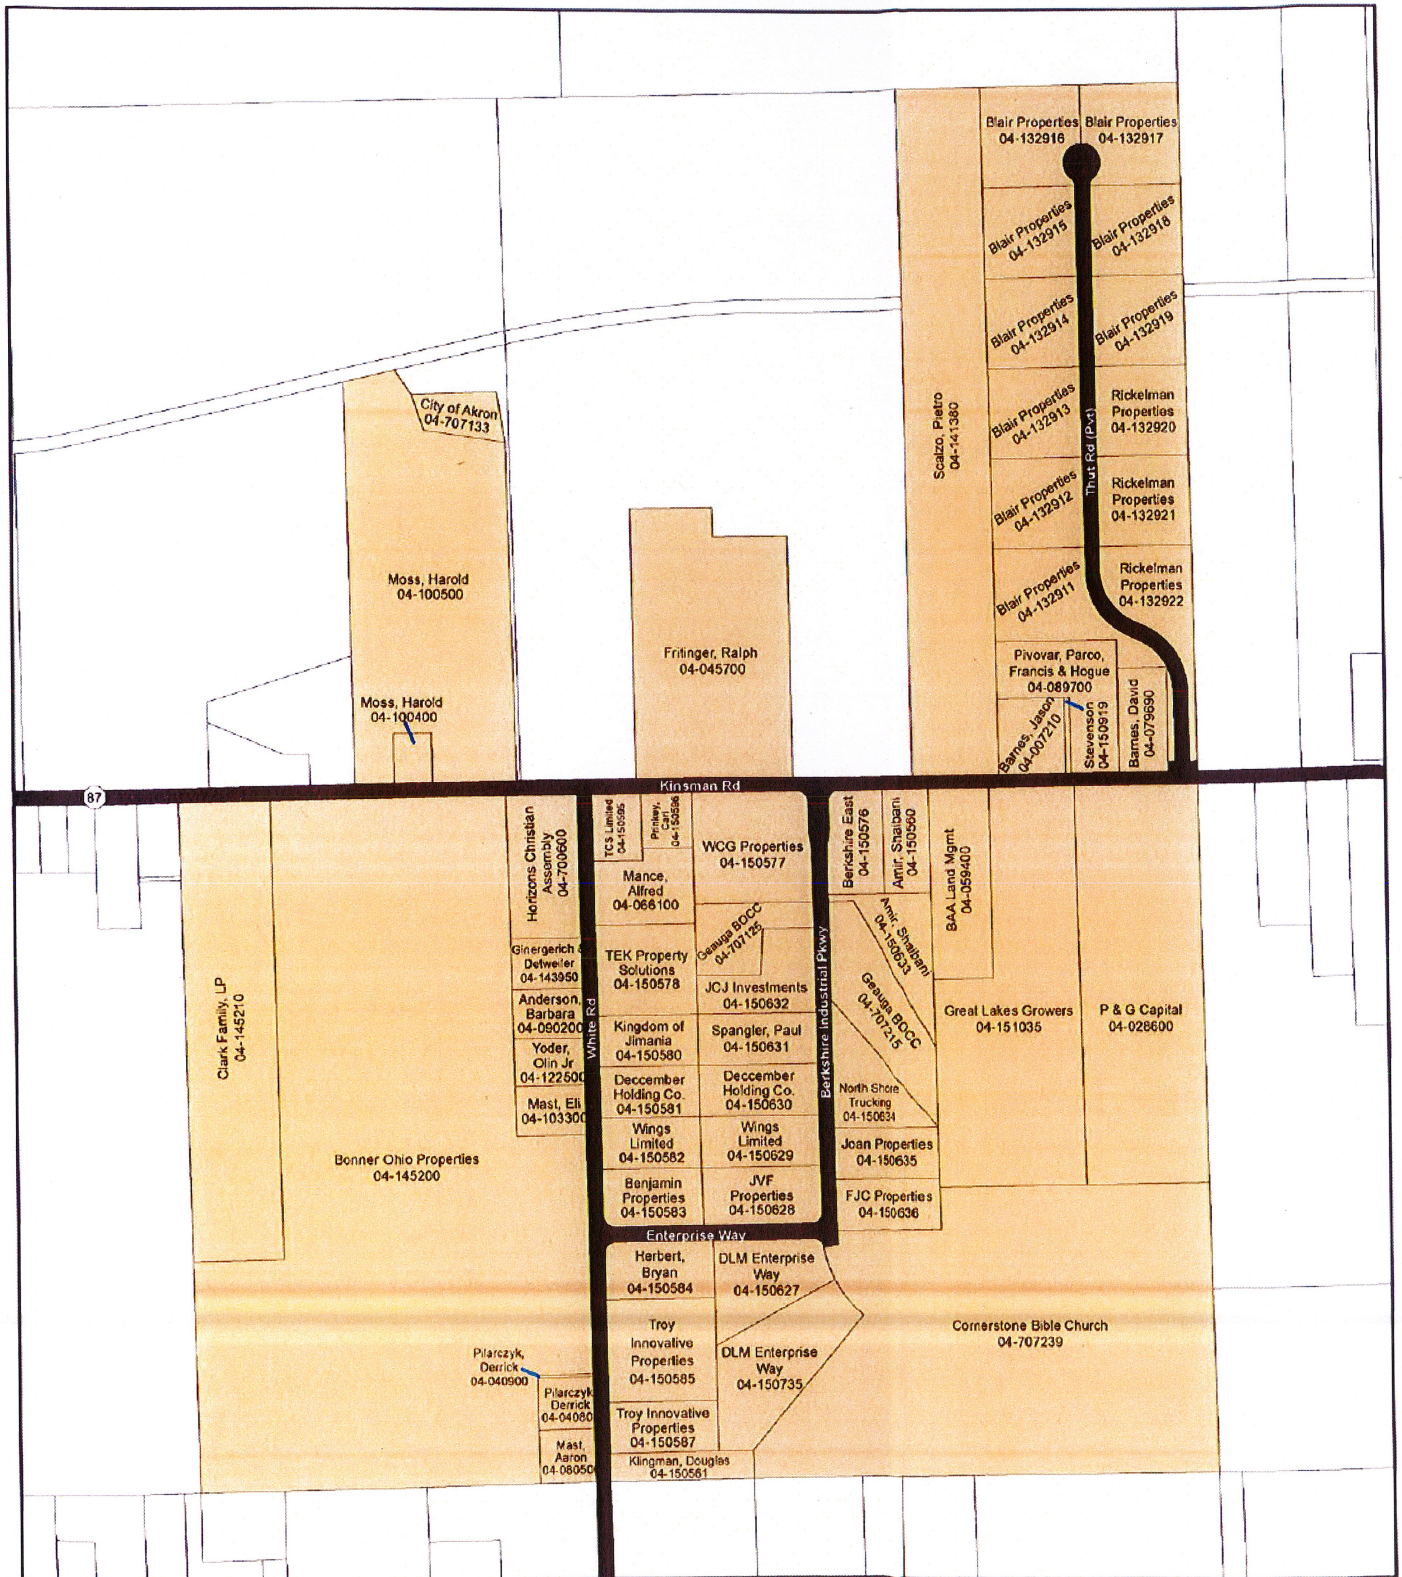 Blair Properties
04-132916
Blair Properties
04-132917
Blair Properties
04-132915
Blair Properties
04-132918
Blair Properties
04-132914
Blair Properties
04-132919
Scalzo, Pietro
04-141380
Blair Properties
04-132913
Rickelman
Properties
04-132920
Thut Rd (Pvt)
Blair Properties
04-132912
Rickelman
Properties
04-132921
Blair Properties
04-132911
Rickelman
Properties
04-132922
City of Akron
04-707133
Moss, Harold
04-100500
Fritinger, Ralph
04-045700
Pivovar, Parco,
Francis & Hogue
04-089700
Moss, Harold
04-100400
Barnes, Jason
04-007210
Stevenson
04-150919
Barnes, David
04-079690
Kinsman Rd
87
Clark Family, LP
04-145210
Horizons Christian
Assembly
04-700600
TCS Limited
04-150595
Prinkey,
Carl
04-150596
WCG Properties
04-150577
Berkshire East
04-150576
Amir, Shaibani
04-150560
BAA Land Mgmt
04-059400
Mance,
Alfred
04-066100
Geauga BOCC
04-707125
Amir, Shaibani
04-150633
Ginergerich &
Detweiler
04-143950
TEK Property
Solutions
04-150578
JCJ Investments
04-150632
Geauga BOCC
04-707215
Great Lakes Growers
04-151035
P & G Capital
04-028600
Anderson,
Barbara
04-090200
White Rd
Kingdom of
Jimania
04-150580
Spangler, Paul
04-150631
Berkshire Industrial Pkwy
Yoder,
Olin Jr
04-122500
Deccember
Holding Co.
04-150581
Deccember
Holding Co.
04-150630
North Shore
Trucking
04-150634
Mast, Eli
04-103300
Wings
Limited
04-150582
Wings
Limited
04-150629
Joan Properties
04-150635
Bonner Ohio Properties
04-145200
Benjamin
Properties
04-150583
JVF
Properties
04-150628
FJC Properties
04-150636
Enterprise Way
Herbert,
Bryan
04-150584
DLM Enterprise
Way
04-150627
Troy
Innovative
Properties
04-150585
DLM Enterprise
Way
04-150735
Cornerstone Bible Church
04-707239
Pilarczyk,
Derrick
04-040900
Pilarczyk
Derrick
04-04080
Troy Innovative
Properties
04-150587
Mast,
Aaron
04-080500
Klingman, Douglas
04-150561